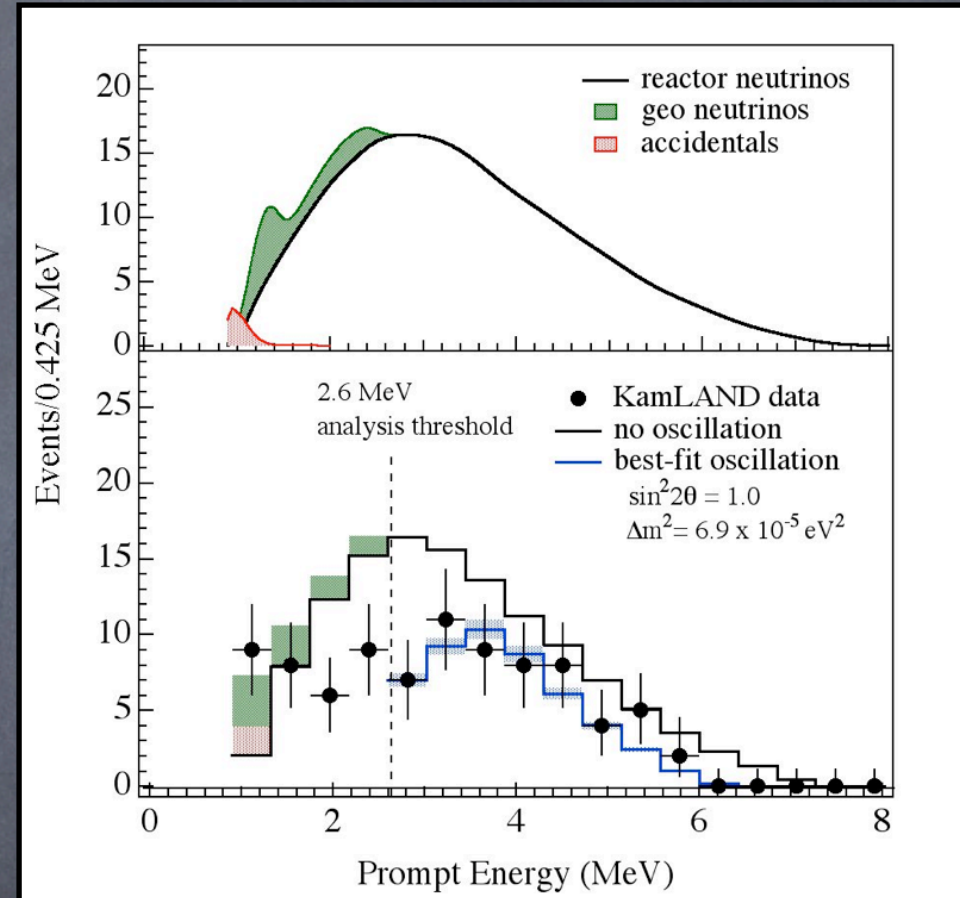 reactor neutrinos
geo neutrinos
accidentals
20
15
10
5
0
Events/0.425 MeV
2.6 MeV
analysis threshold
KamLAND data
no oscillation
best-fit oscillation
sin²2θ = 1.0
Δm²= 6.9 x 10⁻⁵ eV²
25
20
15
10
5
0
0 2 4 6 8
Prompt Energy (MeV)